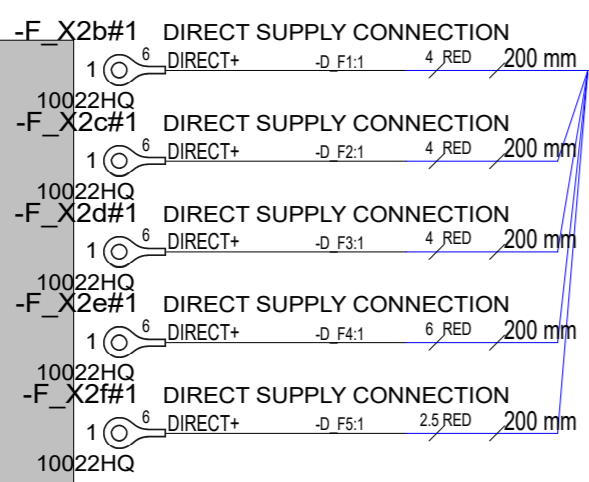 -F_X2b#1 DIRECT SUPPLY CONNECTION
1 6 DIRECT+ -D_F1:1 4 RED 200 mm
10022HQ
-F_X2c#1 DIRECT SUPPLY CONNECTION
1 6 DIRECT+ -D_F2:1 4 RED 200 mm
10022HQ
-F_X2d#1 DIRECT SUPPLY CONNECTION
1 6 DIRECT+ -D_F3:1 4 RED 200 mm
10022HQ
-F_X2e#1 DIRECT SUPPLY CONNECTION
1 6 DIRECT+ -D_F4:1 6 RED 200 mm
10022HQ
-F_X2f#1 DIRECT SUPPLY CONNECTION
1 6 DIRECT+ -D_F5:1 2.5 RED 200 mm
10022HQ